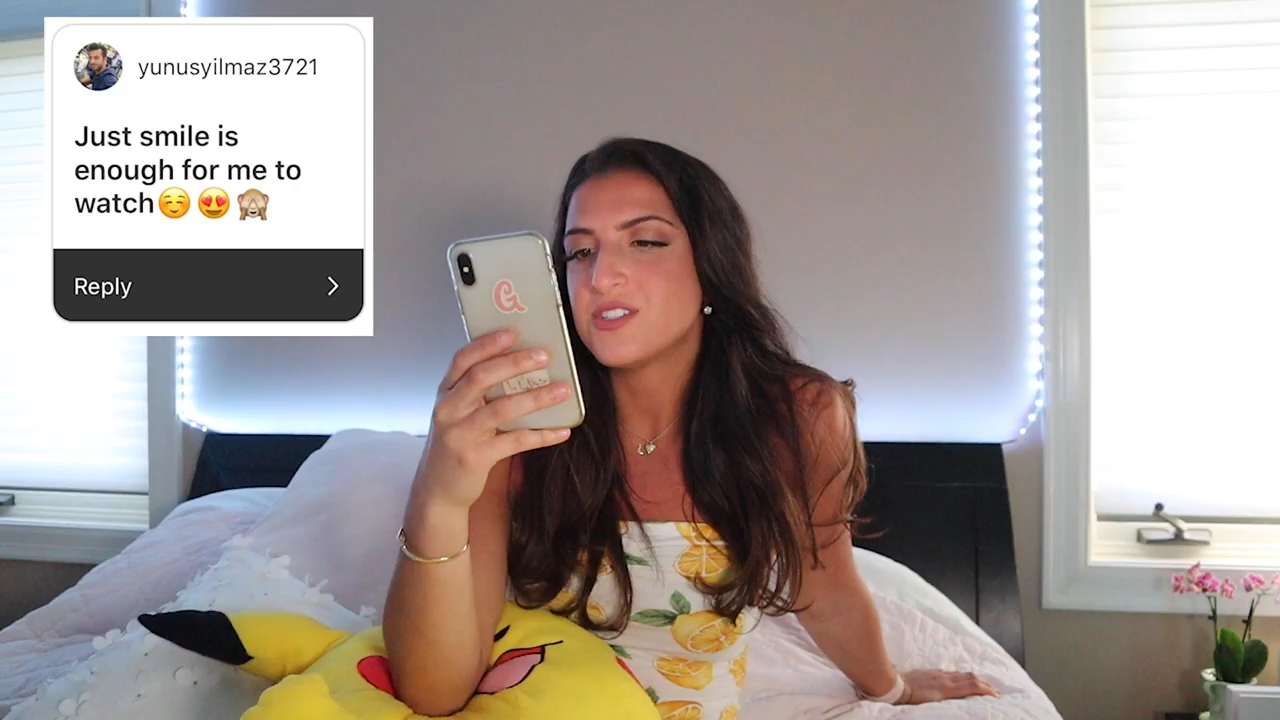 yunusyilmaz3721
Just smile is
enough for me to
watch☺️😍🙈
Reply
G